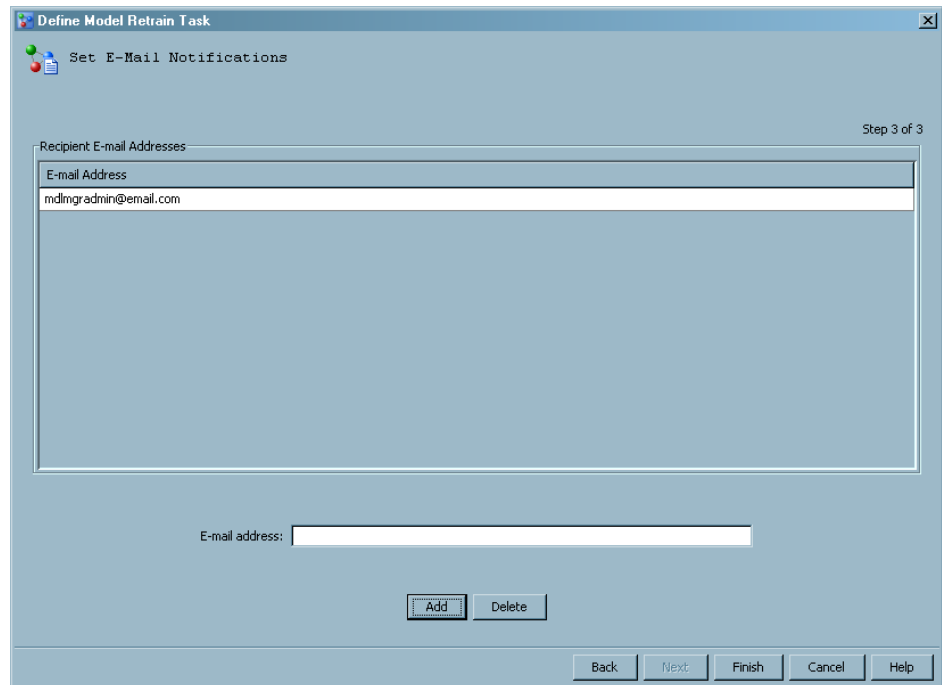 Define Model Retrain Task
Set E-Mail Notifications
Step 3 of 3
Recipient E-mail Addresses
E-mail Address
mdlmgradmin@email.com
E-mail address:
Add Delete
Back Next Finish Cancel Help